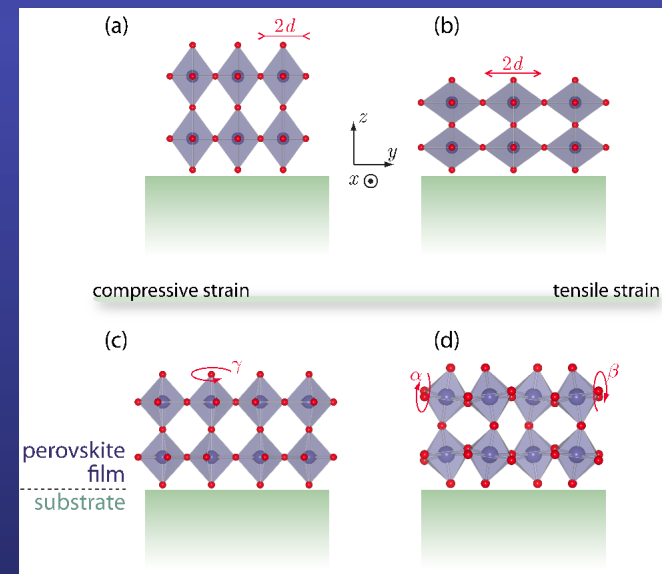 (a)
2d
(b)
2d
z
y
x
compressive strain
tensile strain
(c)
γ
(d)
α
β
perovskite
film
substrate